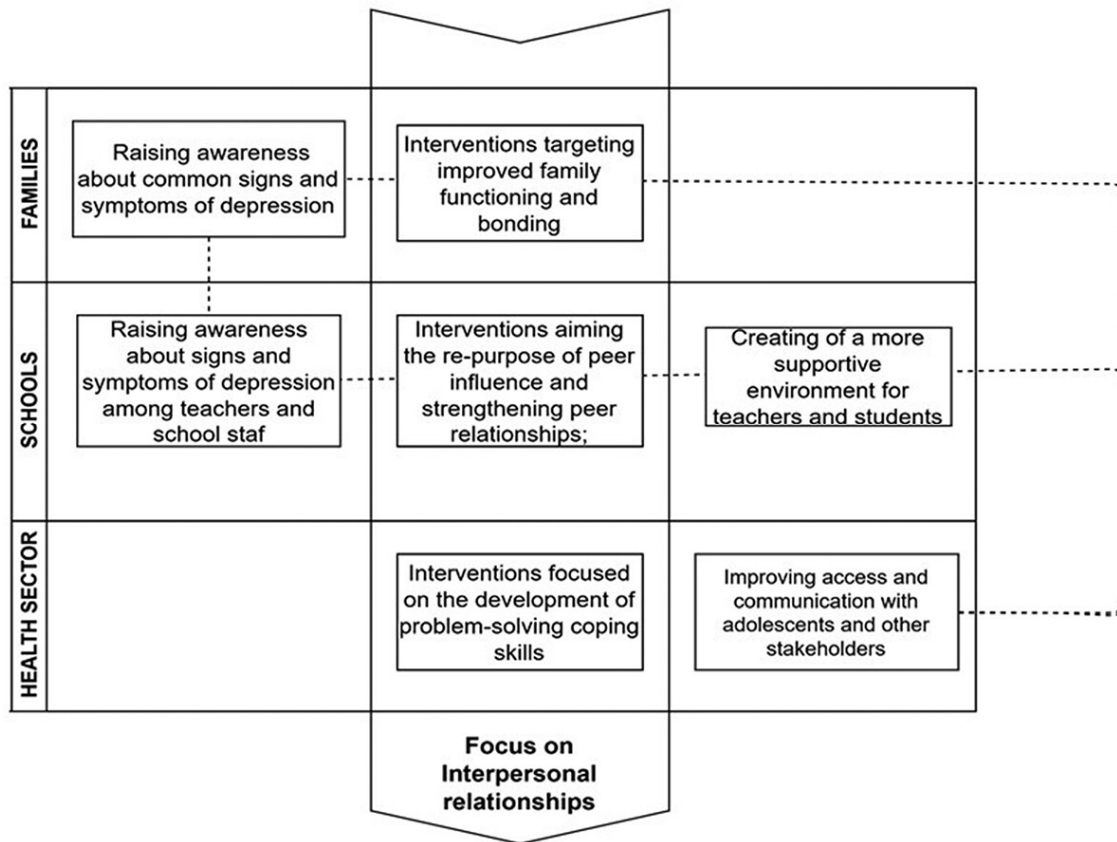 FAMILIES
Raising awareness
about common signs and
symptoms of depression
Interventions targeting
improved family
functioning and
bonding
SCHOOLS
Raising awareness
about signs and
symptoms of depression
among teachers and
school staf
Interventions aiming
the re-purpose of peer
influence and
strengthening peer
relationships;
Creating of a more
supportive
environment for
teachers and students
HEALTH SECTOR
Interventions focused
on the development of
problem-solving coping
skills
Improving access and
communication with
adolescents and other
stakeholders
Focus on
Interpersonal
relationships